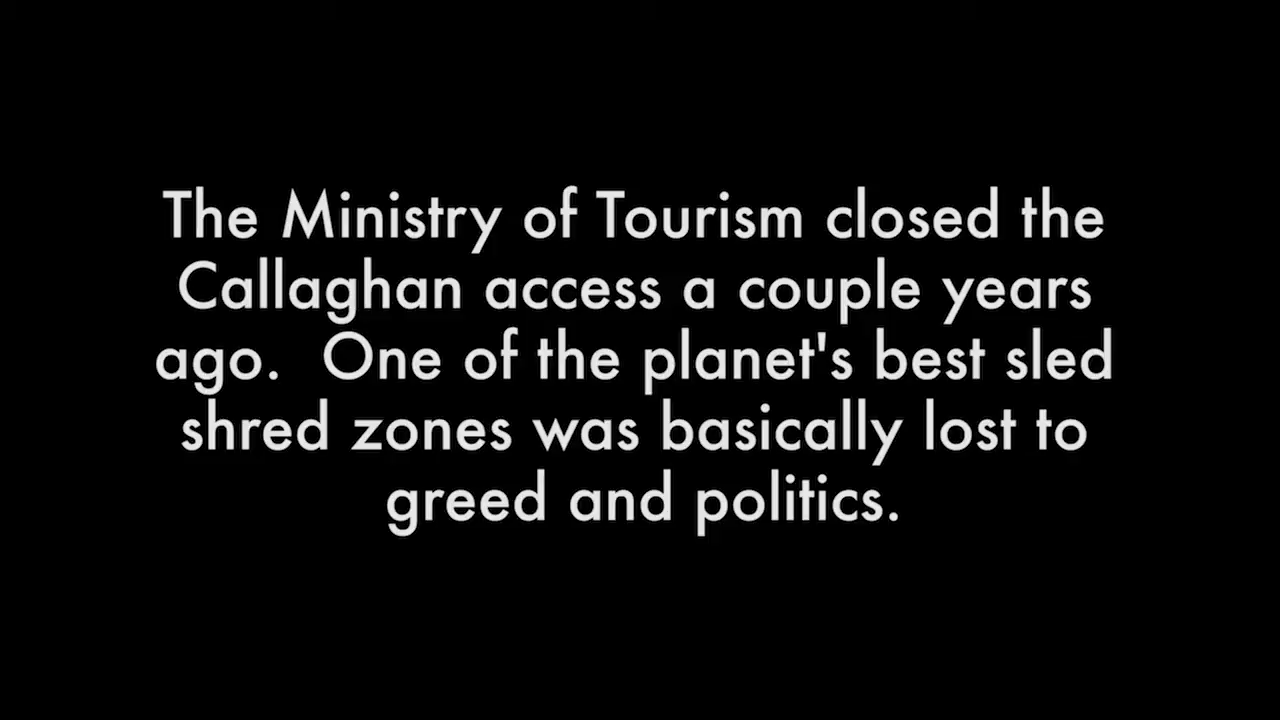 The Ministry of Tourism closed the
Callaghan access a couple years
ago.  One of the planet's best sled
shred zones was basically lost to
greed and politics.